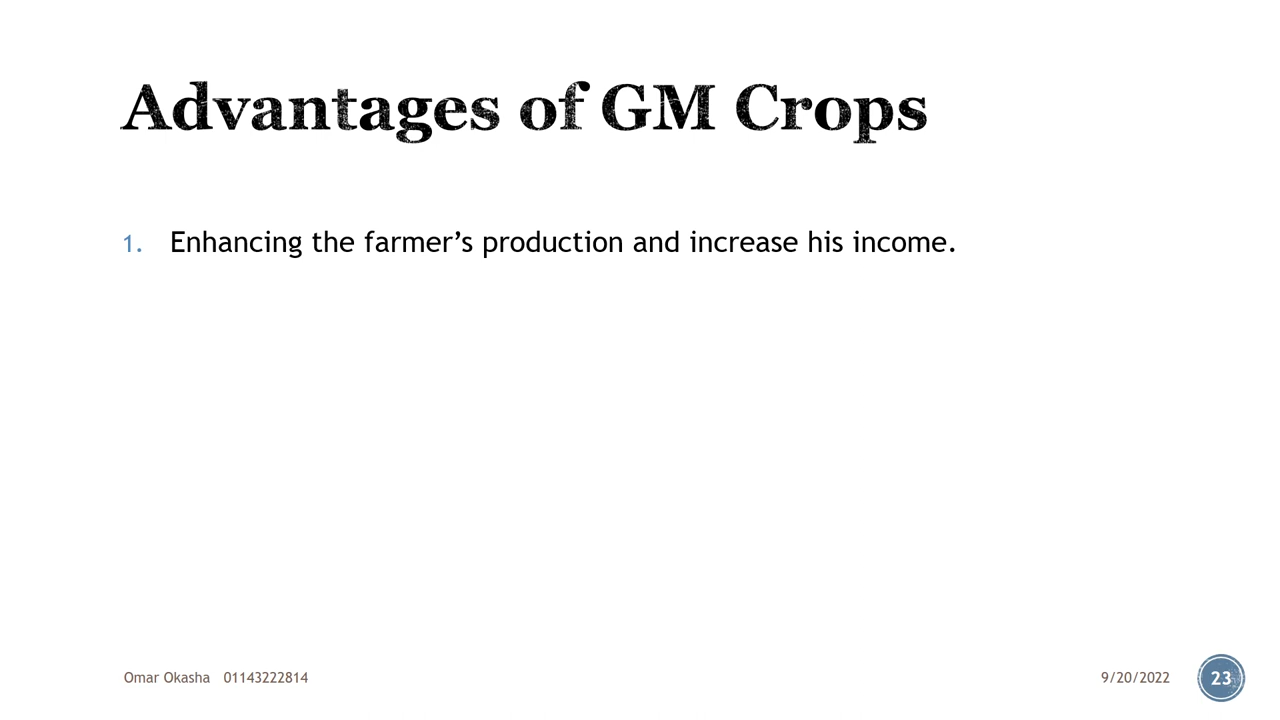 Advantages of GM Crops
1. Enhancing the farmer’s production and increase his income.
Omar Okasha 01143222814
9/20/2022
23